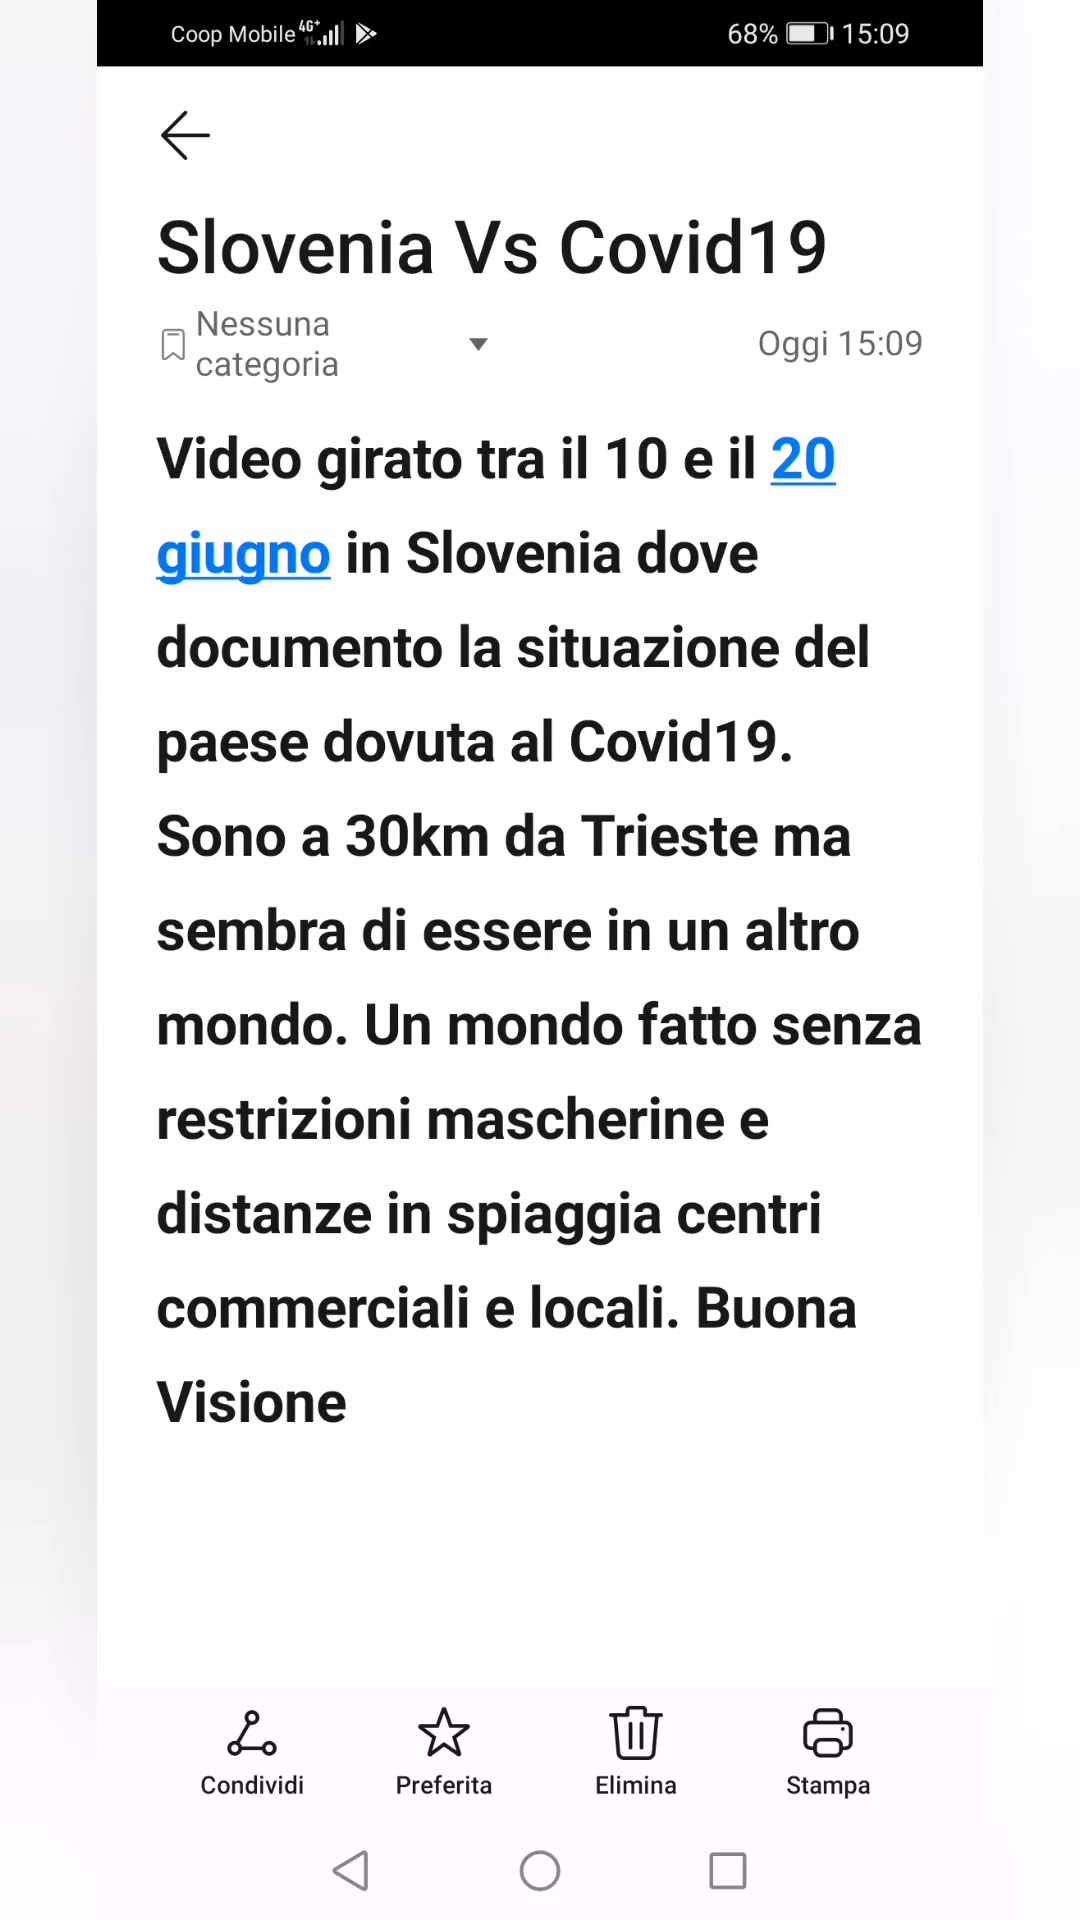 Coop Mobile 4G+ 68% 15:09
Slovenia Vs Covid19
Nessuna
categoria
Oggi 15:09
Video girato tra il 10 e il 20
giugno in Slovenia dove
documento la situazione del
paese dovuta al Covid19.
Sono a 30km da Trieste ma
sembra di essere in un altro
mondo. Un mondo fatto senza
restrizioni mascherine e
distanze in spiaggia centri
commerciali e locali. Buona
Visione
Condividi Preferita Elimina Stampa